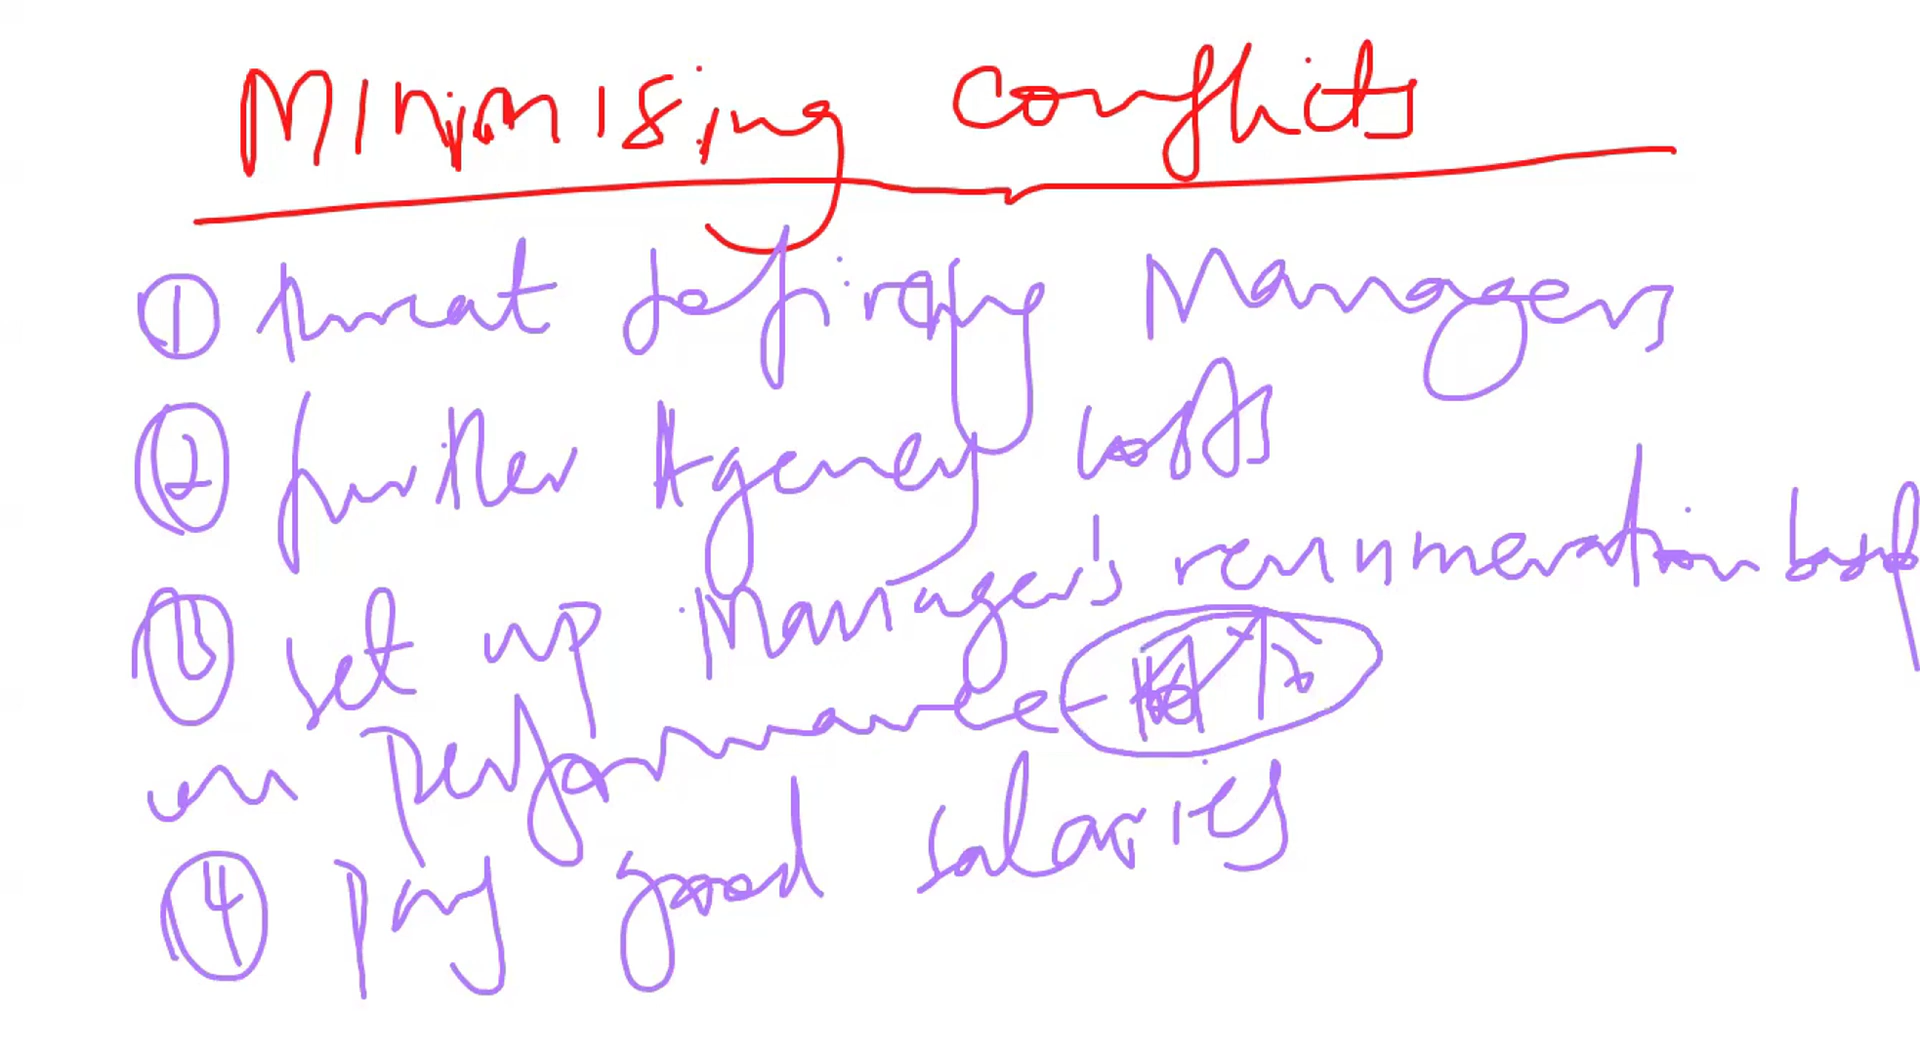 Minimising Conflicts
① threat of firing Managers
② further Agency costs
③ set up Manager's renumeration based
on performance
④ pay good salaries